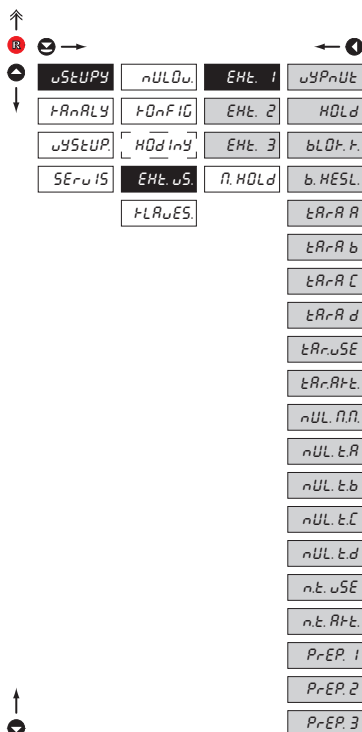 R
vStUPY nULOv. EXt. 1 vYPnUt
KAnALY KOnFIG EXt. 2 HOLd
vYStUP. HOdInY EXt. 3 bLOK.K.
SErvIS EXt.vS. M.HOLd b.HESL.
KLAvES. tArA A
tArA b
tArA C
tArA d
tAr.vSE
tAr.AKt.
nUL. M.M.
nUL. t.A
nUL. t.b
nUL. t.C
nUL. t.d
n.t. vSE
n.t. AKt.
PrEP. 1
PrEP. 2
PrEP. 3